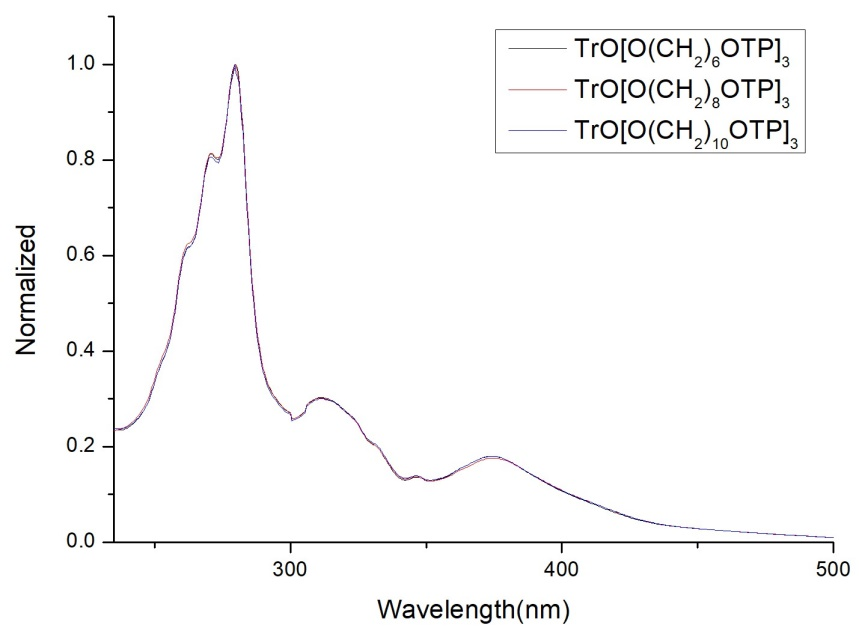 TrO[O(CH2)6OTP]3
TrO[O(CH2)8OTP]3
TrO[O(CH2)10OTP]3
1.0
0.8
0.6
0.4
0.2
0.0
Normalized
300
400
500
Wavelength(nm)